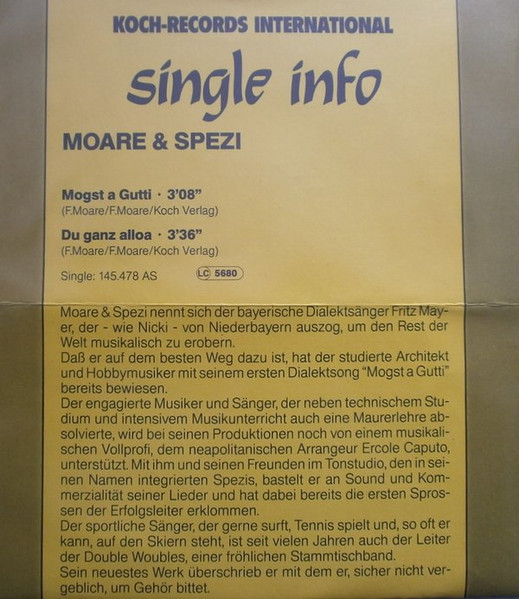 KOCH-RECORDS INTERNATIONAL
single info
MOARE & SPEZI
Mogst a Gutti · 3'08"
(F.Moare/F.Moare/Koch Verlag)
Du ganz alloa · 3'36"
(F.Moare/F.Moare/Koch Verlag)
Single: 145.478 AS LC 5680
Moare & Spezi nennt sich der bayerische Dialektsänger Fritz May-
er, der - wie Nicki - von Niederbayern auszog, um den Rest der
Welt musikalisch zu erobern.
Daß er auf dem besten Weg dazu ist, hat der studierte Architekt
und Hobbymusiker mit seinem ersten Dialektsong "Mogst a Gutti"
bereits bewiesen.
Der engagierte Musiker und Sänger, der neben technischem Stu-
dium und intensivem Musikunterricht auch eine Maurerlehre ab-
solvierte, wird bei seinen Produktionen noch von einem musikali-
schen Vollprofi, dem neapolitanischen Arrangeur Ercole Caputo,
unterstützt. Mit ihm und seinen Freunden im Tonstudio, den in sei-
nen Namen integrierten Spezis, bastelt er an Sound und Kom-
merzialität seiner Lieder und hat dabei bereits die ersten Spros-
sen der Erfolgsleiter erklommen.
Der sportliche Sänger, der gerne surft, Tennis spielt und, so oft er
kann, auf den Skiern steht, ist seit vielen Jahren auch der Leiter
der Double Woubles, einer fröhlichen Stammtischband.
Sein neuestes Werk überschrieb er mit dem er, sicher nicht ver-
geblich, um Gehör bittet.